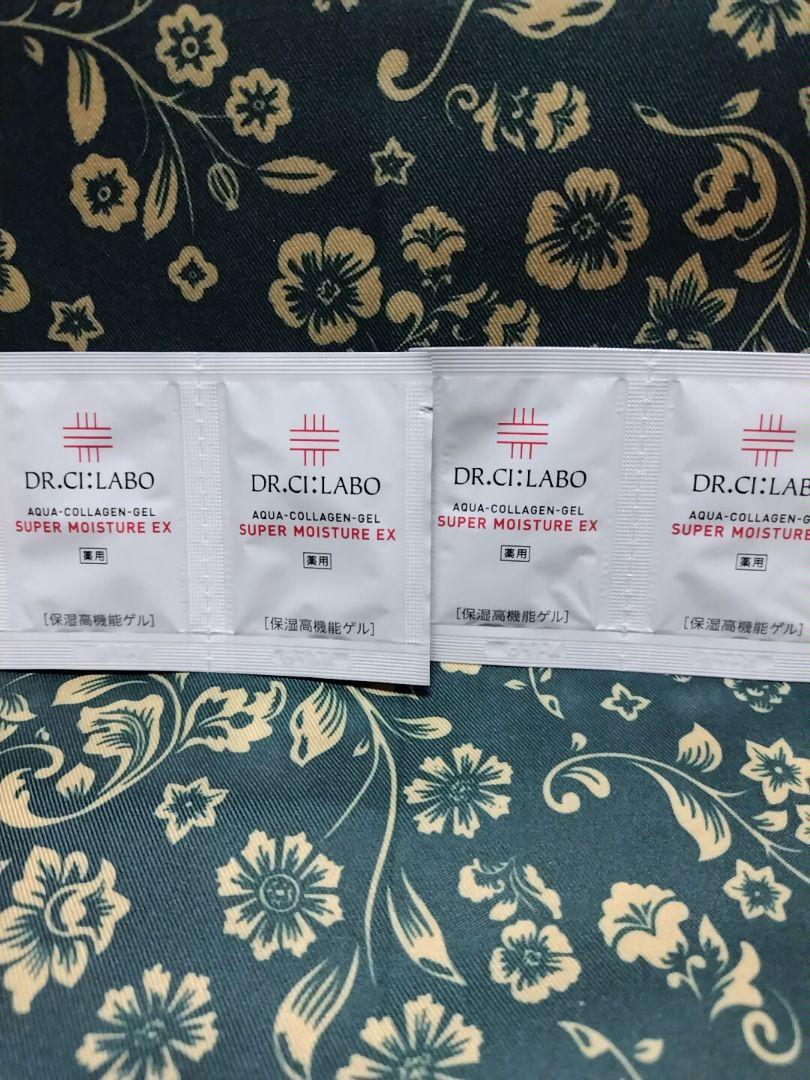 DR.CI:LABO
AQUA-COLLAGEN-GEL
SUPER MOISTURE EX
薬用
[保湿高機能ゲル]
DR.CI:LABO
AQUA-COLLAGEN-GEL
SUPER MOISTURE EX
薬用
[保湿高機能ゲル]
DR.CI:LABO
AQUA-COLLAGEN-GEL
SUPER MOISTURE EX
薬用
[保湿高機能ゲル]
DR.CI:LAB
AQUA-COLLAGEN-G
SUPER MOISTURE
薬用
[保湿高機能ゲル]